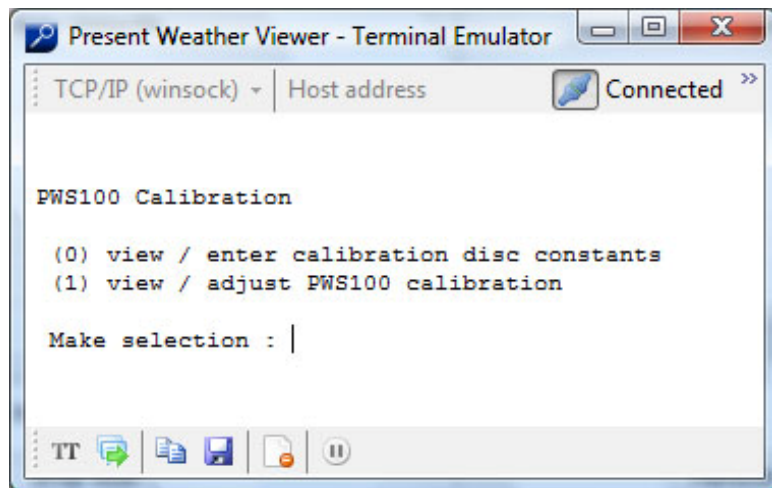 Present Weather Viewer - Terminal Emulator
TCP/IP (winsock) Host address Connected »
PWS100 Calibration
(0) view / enter calibration disc constants
(1) view / adjust PWS100 calibration
Make selection :
TT